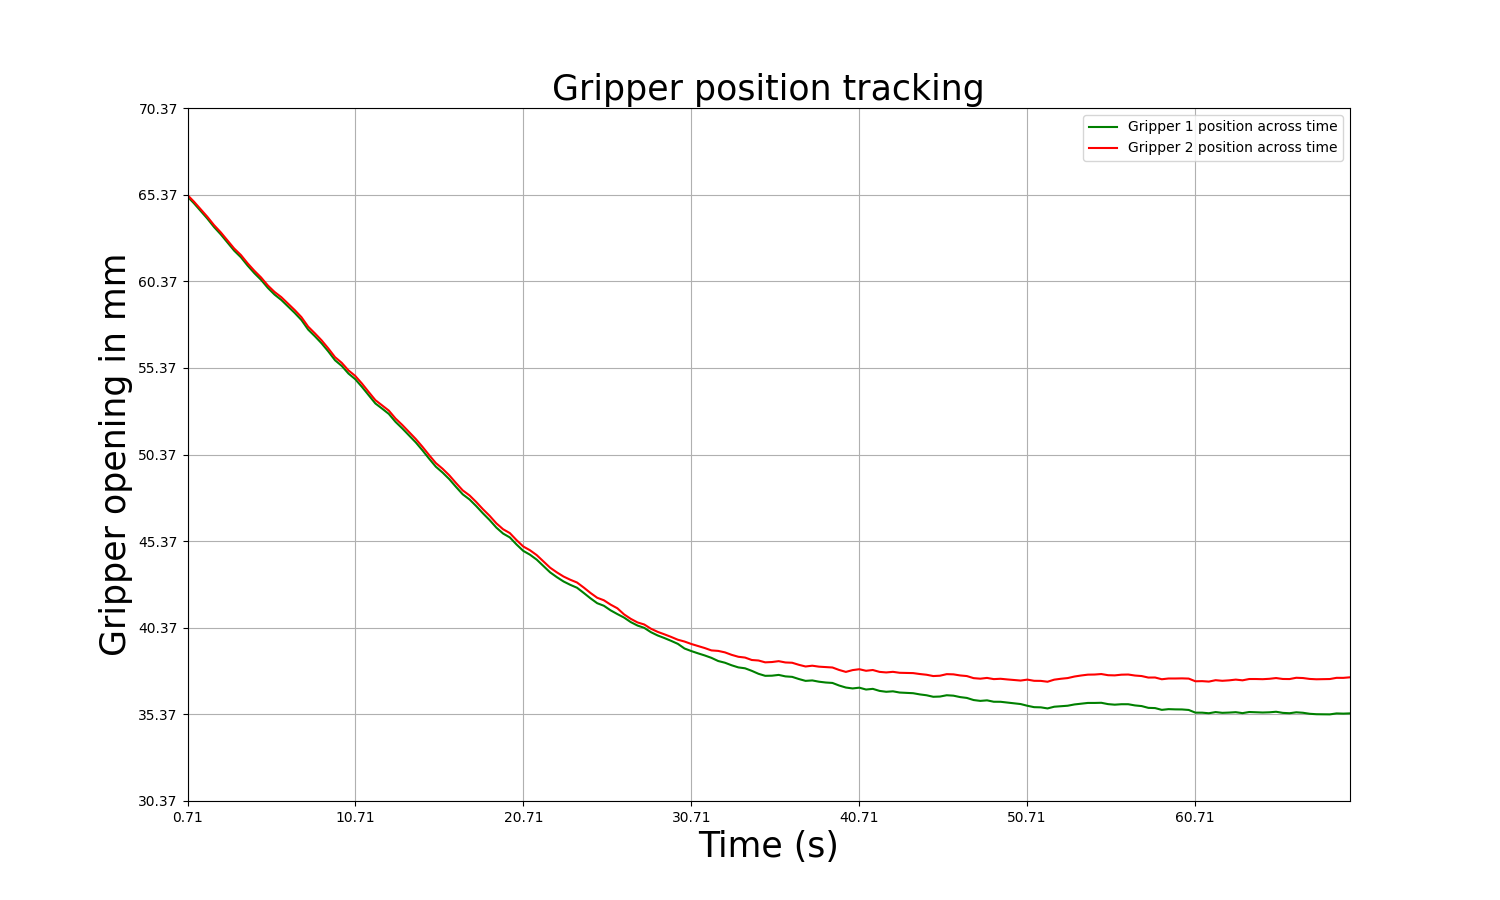 Gripper position tracking
Gripper 1 position across time
Gripper 2 position across time
Gripper opening in mm
70.37
65.37
60.37
55.37
50.37
45.37
40.37
35.37
30.37
0.71 10.71 20.71 30.71 40.71 50.71 60.71
Time (s)